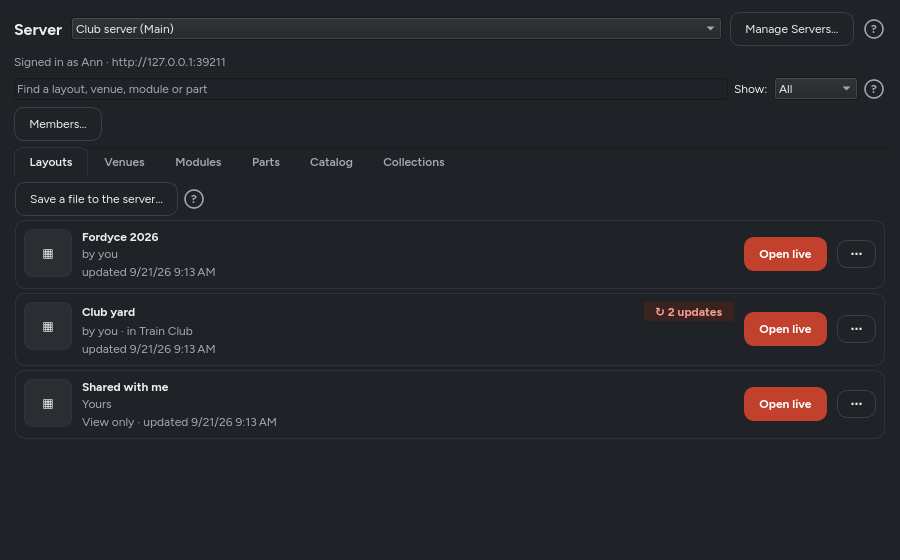 Server Club server (Main) Manage Servers... ?
Signed in as Ann · http://127.0.0.1:39211
Find a layout, venue, module or part Show: All ?
Members...
Layouts Venues Modules Parts Catalog Collections
Save a file to the server... ?
Fordyce 2026
by you
updated 9/21/26 9:13 AM
Open live ...
Club yard
by you · in Train Club
updated 9/21/26 9:13 AM
↻ 2 updates
Open live ...
Shared with me
Yours
View only · updated 9/21/26 9:13 AM
Open live ...